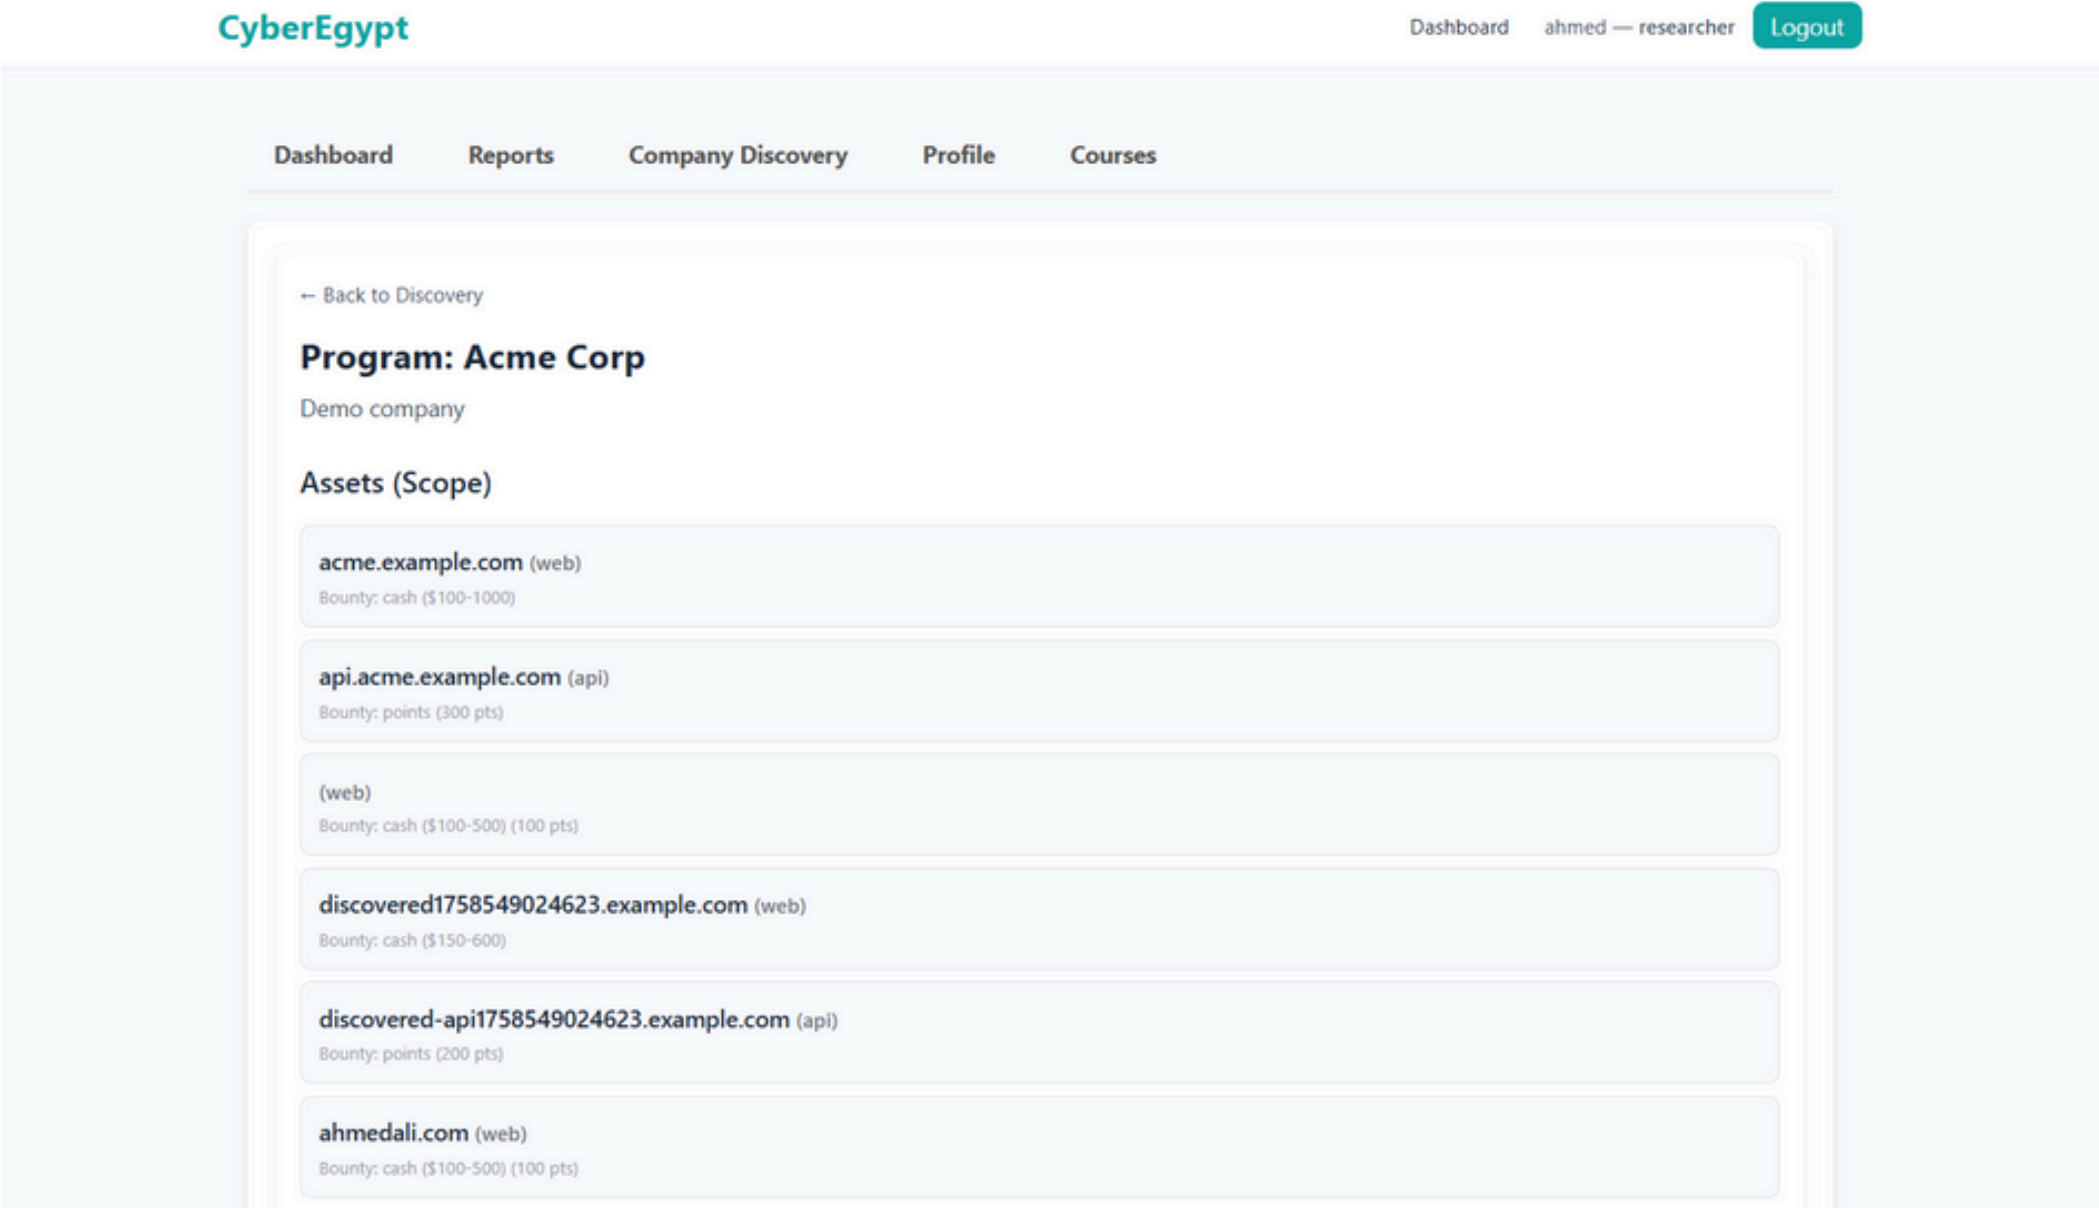 CyberEgypt
Dashboard ahmed — researcher Logout
Dashboard Reports Company Discovery Profile Courses
← Back to Discovery
Program: Acme Corp
Demo company
Assets (Scope)
acme.example.com (web)
Bounty: cash ($100-1000)
api.acme.example.com (api)
Bounty: points (300 pts)
(web)
Bounty: cash ($100-500) (100 pts)
discovered1758549024623.example.com (web)
Bounty: cash ($150-600)
discovered-api1758549024623.example.com (api)
Bounty: points (200 pts)
ahmedali.com (web)
Bounty: cash ($100-500) (100 pts)